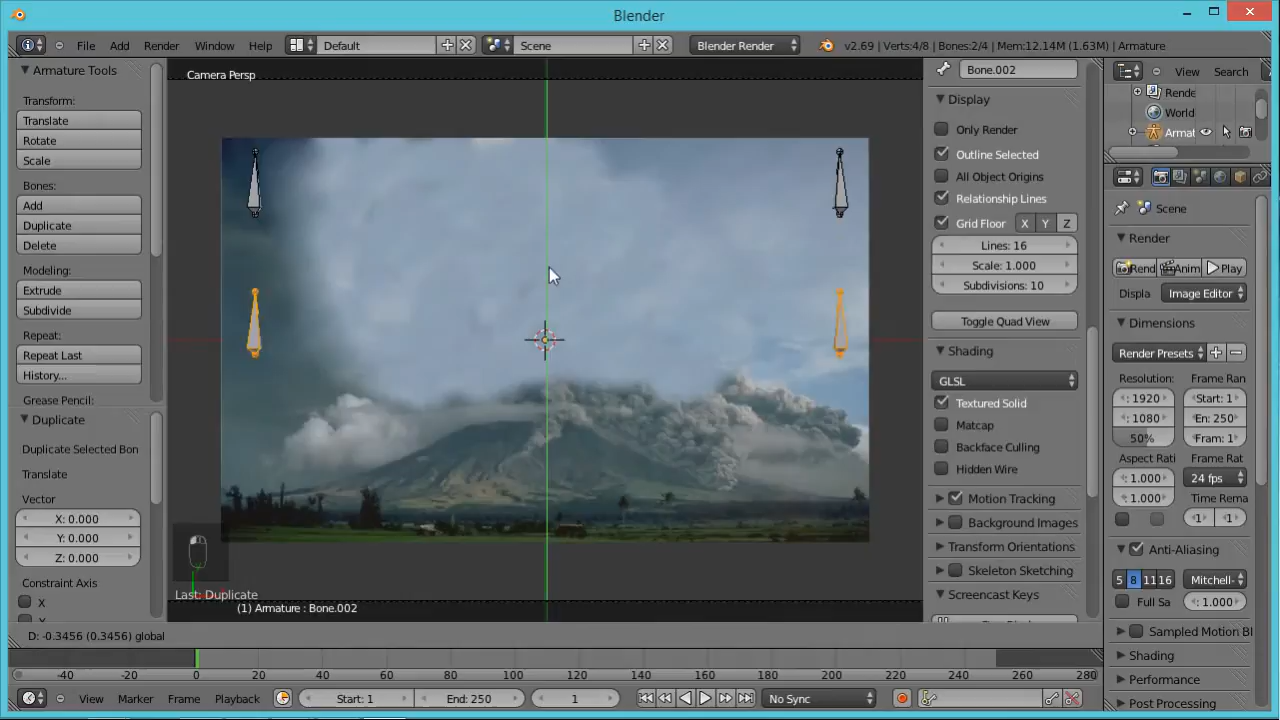 Blender
File Add Render Window Help
Default
Scene
Blender Render
v2.69 | Verts:4/8 | Bones:2/4 | Mem:12.14M (1.63M) | Armature
Armature Tools
Transform:
Translate
Rotate
Scale
Bones:
Add
Duplicate
Delete
Modeling:
Extrude
Subdivide
Repeat:
Repeat Last
History...
Grease Pencil:
Duplicate
Duplicate Selected Bon
Translate
Vector
X: 0.000
Y: 0.000
Z: 0.000
Constraint Axis
X
Camera Persp
Last: Duplicate
(1) Armature : Bone.002
D: -0.3456 (0.3456) global
Bone.002
Display
Only Render
Outline Selected
All Object Origins
Relationship Lines
Grid Floor X Y Z
Lines: 16
Scale: 1.000
Subdivisions: 10
Toggle Quad View
Shading
GLSL
Textured Solid
Matcap
Backface Culling
Hidden Wire
Motion Tracking
Background Images
Transform Orientations
Skeleton Sketching
Screencast Keys
View Search
Rende
World
Armat
Scene
Render
Rend Anim Play
Displa Image Editor
Dimensions
Render Presets
Resolution: Frame Ran
: 1920 Start: 1
: 1080 En: 250
50% Fram: 1
Aspect Rati Frame Rat
: 1.000 24 fps
: 1.000 Time Rema
1 1
Anti-Aliasing
5 8 11 16 Mitchell-
Full Sa : 1.000
Sampled Motion Bl
Shading
Performance
Post Processing
-40 -20 0 20 40 60 80 100 120 140 160 180 200 220 240 260 280
View Marker Frame Playback
Start: 1
End: 250
1
No Sync